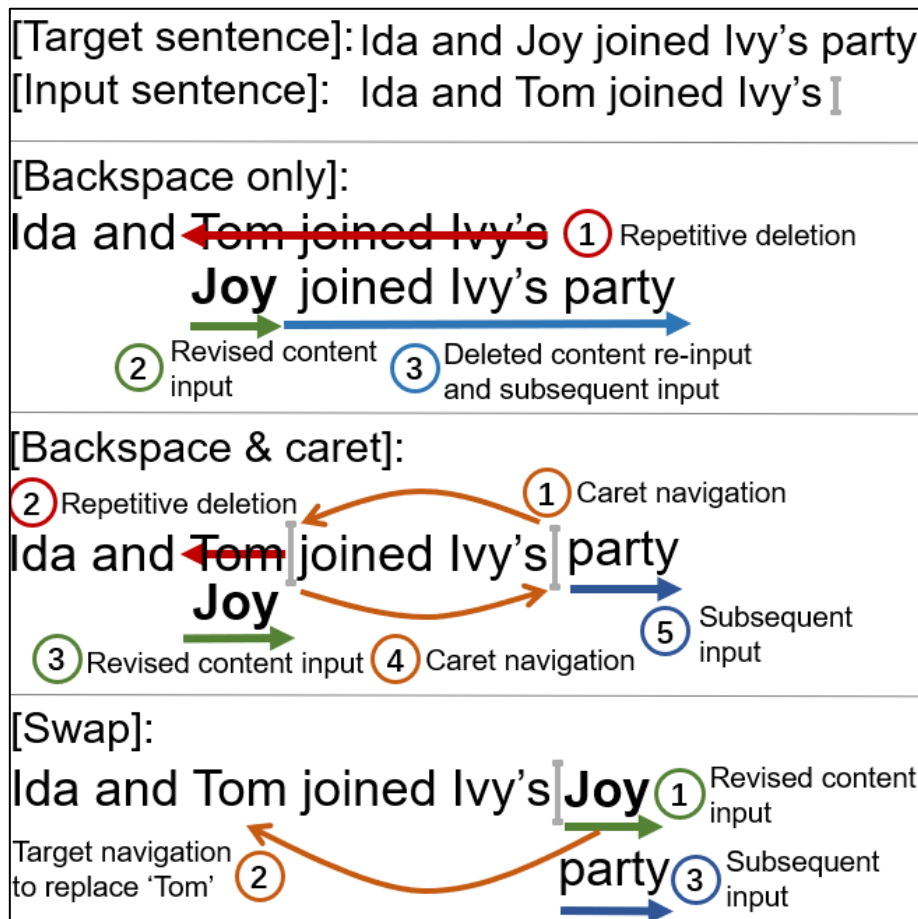 [Target sentence]: Ida and Joy joined Ivy's party
[Input sentence]: Ida and Tom joined Ivy's
[Backspace only]:
Ida and Tom joined Ivy's 1 Repetitive deletion
Joy joined Ivy's party
2 Revised content input
3 Deleted content re-input and subsequent input
[Backspace & caret]:
2 Repetitive deletion
1 Caret navigation
Ida and Tom joined Ivy's party
Joy
3 Revised content input
4 Caret navigation
5 Subsequent input
[Swap]:
Ida and Tom joined Ivy's Joy
1 Revised content input
Target navigation to replace 'Tom' 2
party
3 Subsequent input